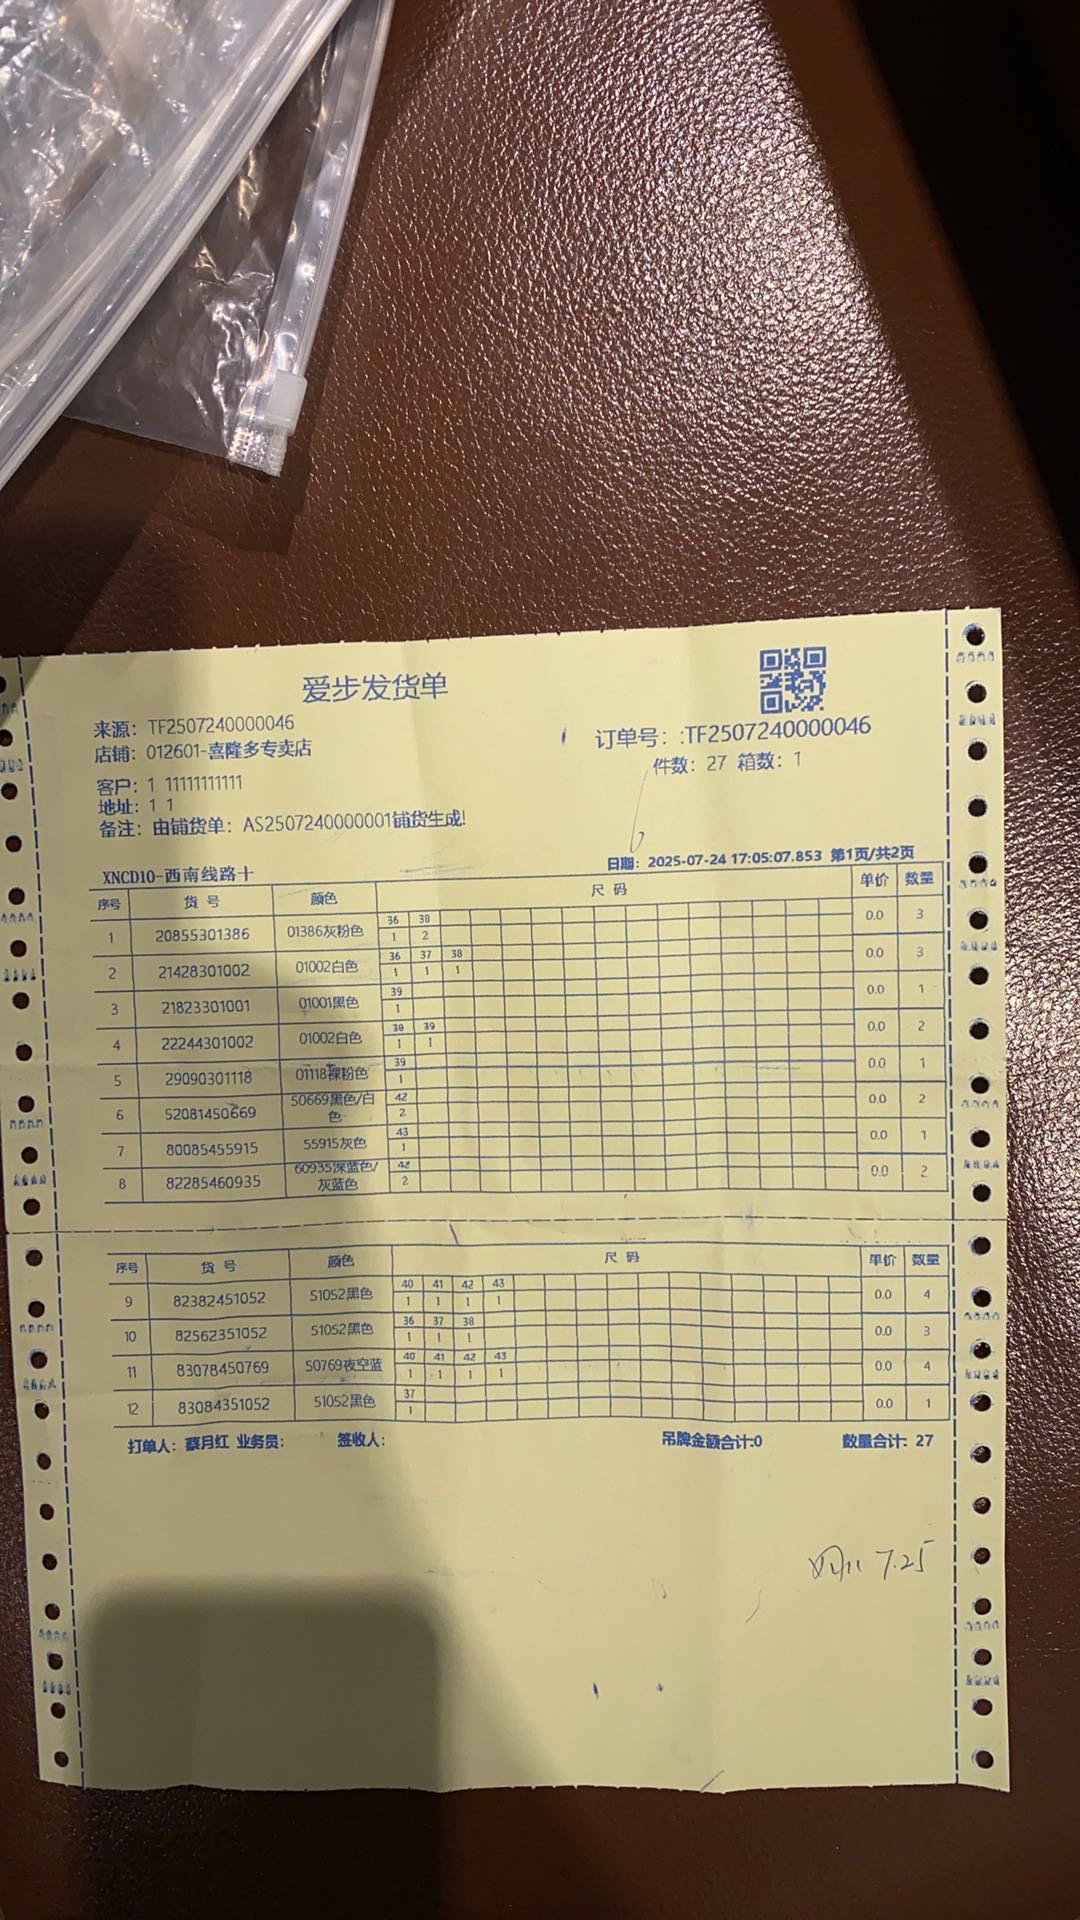 爱步发货单
来源：TF2507240000046
店铺：012601-喜隆多专卖店
订单号：:TF2507240000046
件数：27 箱数：1
客户：1 11111111111
地址：1 1
备注：由铺货单：AS2507240000001铺货生成!
XNCD10-西南线路十
日期：2025-07-24 17:05:07.853 第1页/共2页
序号 货号 颜色 尺码 单价 数量
36 38
1 20855301386 01386灰粉色 0.0 3
1 2
36 37 38
2 21428301002 01002白色 0.0 3
1 1 1
39
3 21823301001 01001黑色 0.0 1
1
38 39
4 22244301002 01002白色 0.0 2
1 1
39
5 29090301118 01118裸粉色 0.0 1
1
42
6 52081450669 50669黑色/白色 0.0 2
2
43
7 80085455915 55915灰色 0.0 1
1
42
8 82285460935 60935深蓝色/灰蓝色 0.0 2
2
序号 货号 颜色 尺码 单价 数量
40 41 42 43
9 82382451052 51052黑色 0.0 4
1 1 1 1
36 37 38
10 82562351052 51052黑色 0.0 3
1 1 1
40 41 42 43
11 83078450769 50769夜空蓝 0.0 4
1 1 1 1
37
12 83084351052 51052黑色 0.0 1
1
打单人：蔡月红 业务员： 签收人： 吊牌金额合计:0 数量合计: 27
7.25